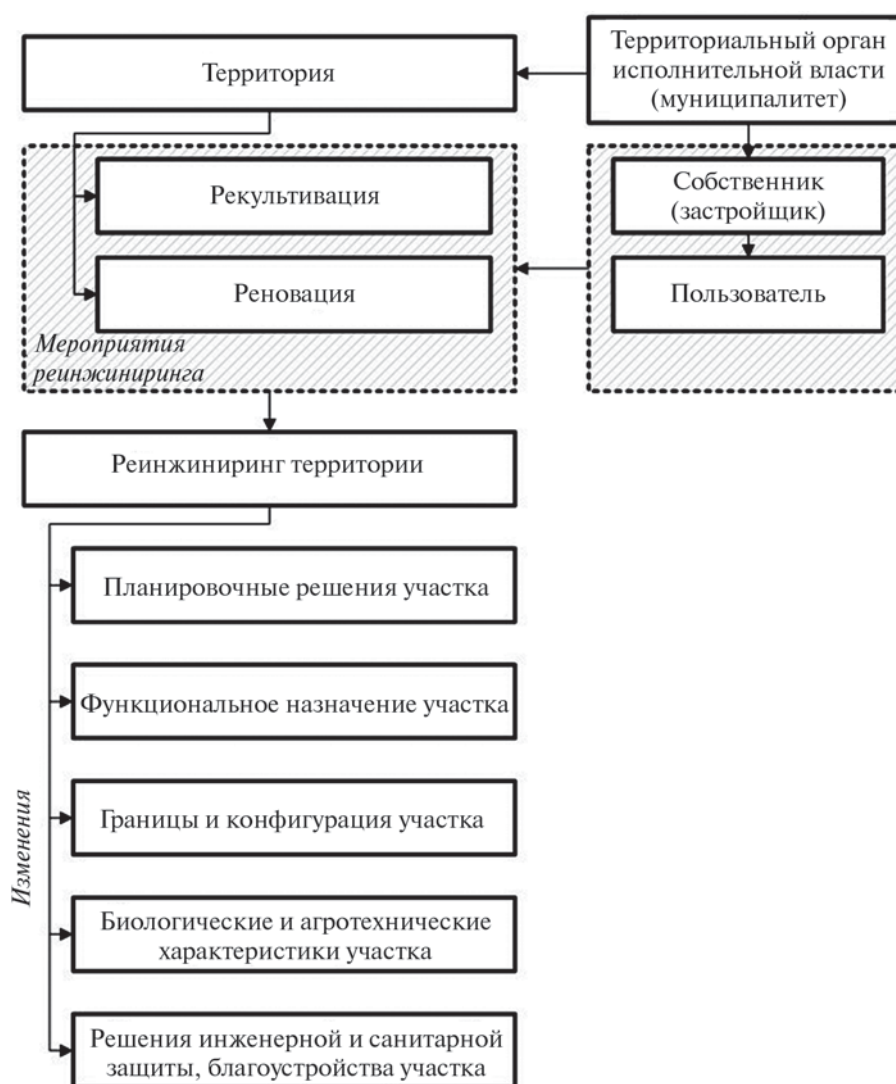 Территория
Территориальный орган
исполнительной власти
(муниципалитет)
Рекультивация
Реновация
Мероприятия
реинжиниринга
Собственник
(застройщик)
Пользователь
Реинжиниринг территории
Изменения
Планировочные решения участка
Функциональное назначение участка
Границы и конфигурация участка
Биологические и агротехнические
характеристики участка
Решения инженерной и санитарной
защиты, благоустройства участка